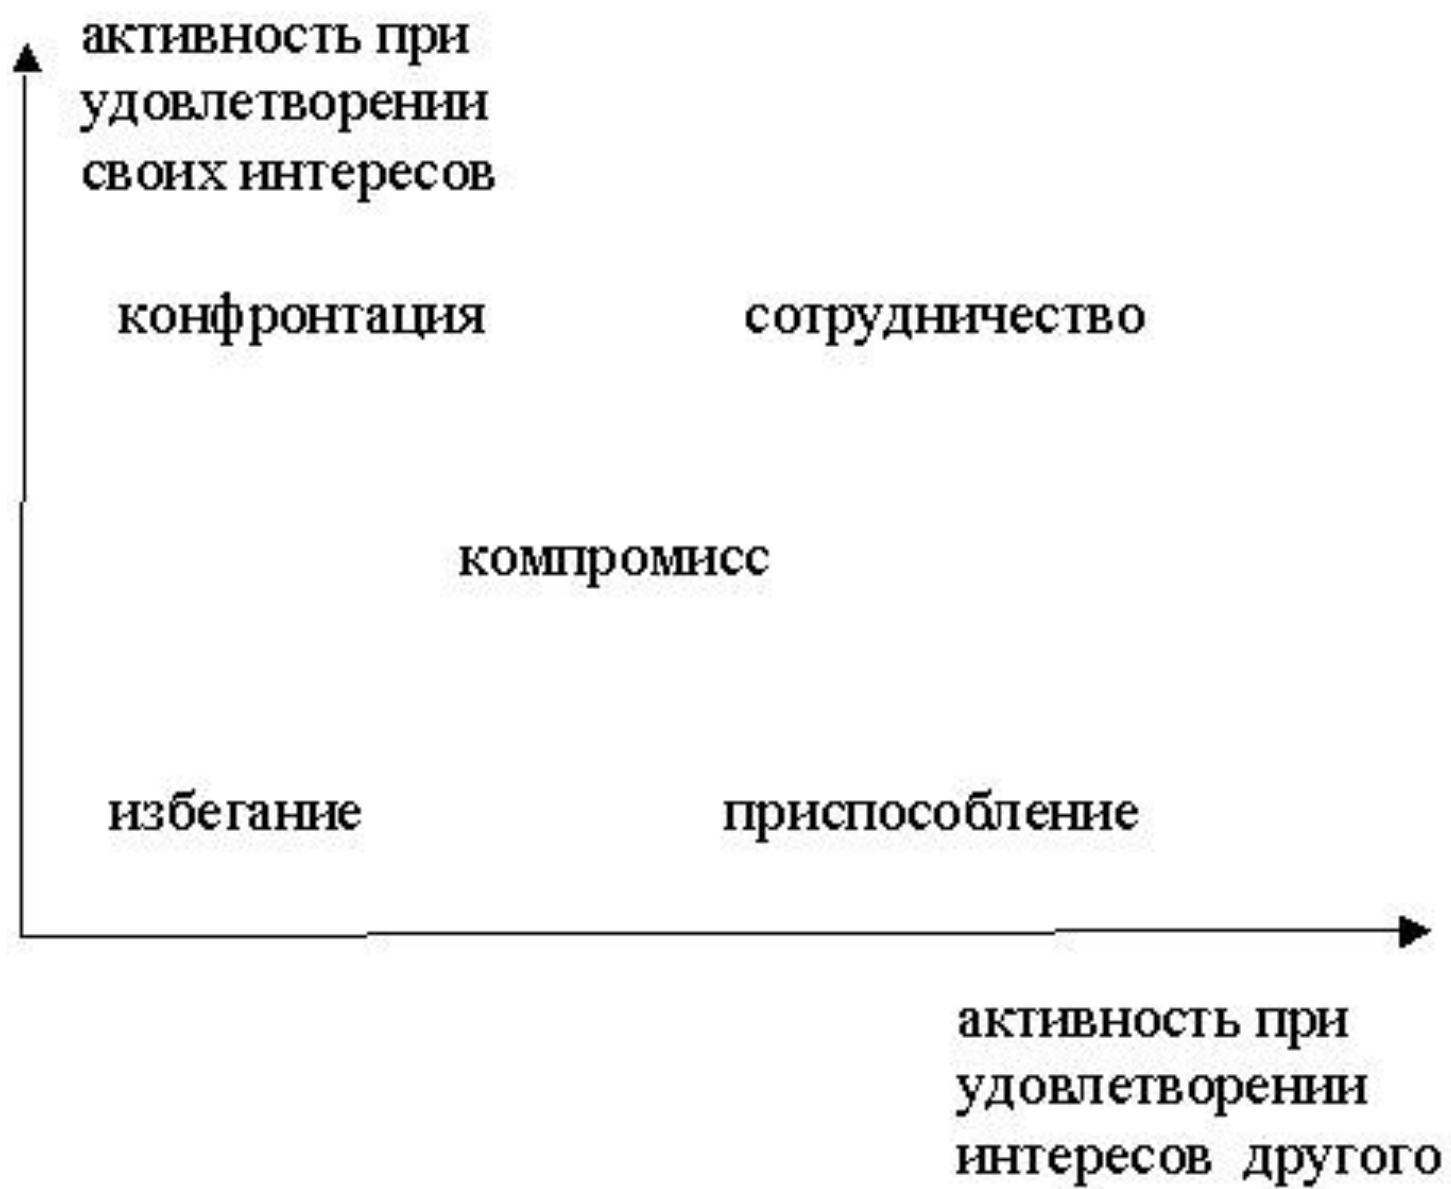 активность при
удовлетворении
своих интересов
конфронтация
сотрудничество
компромисс
избегание
приспособление
активность при
удовлетворении
интересов другого